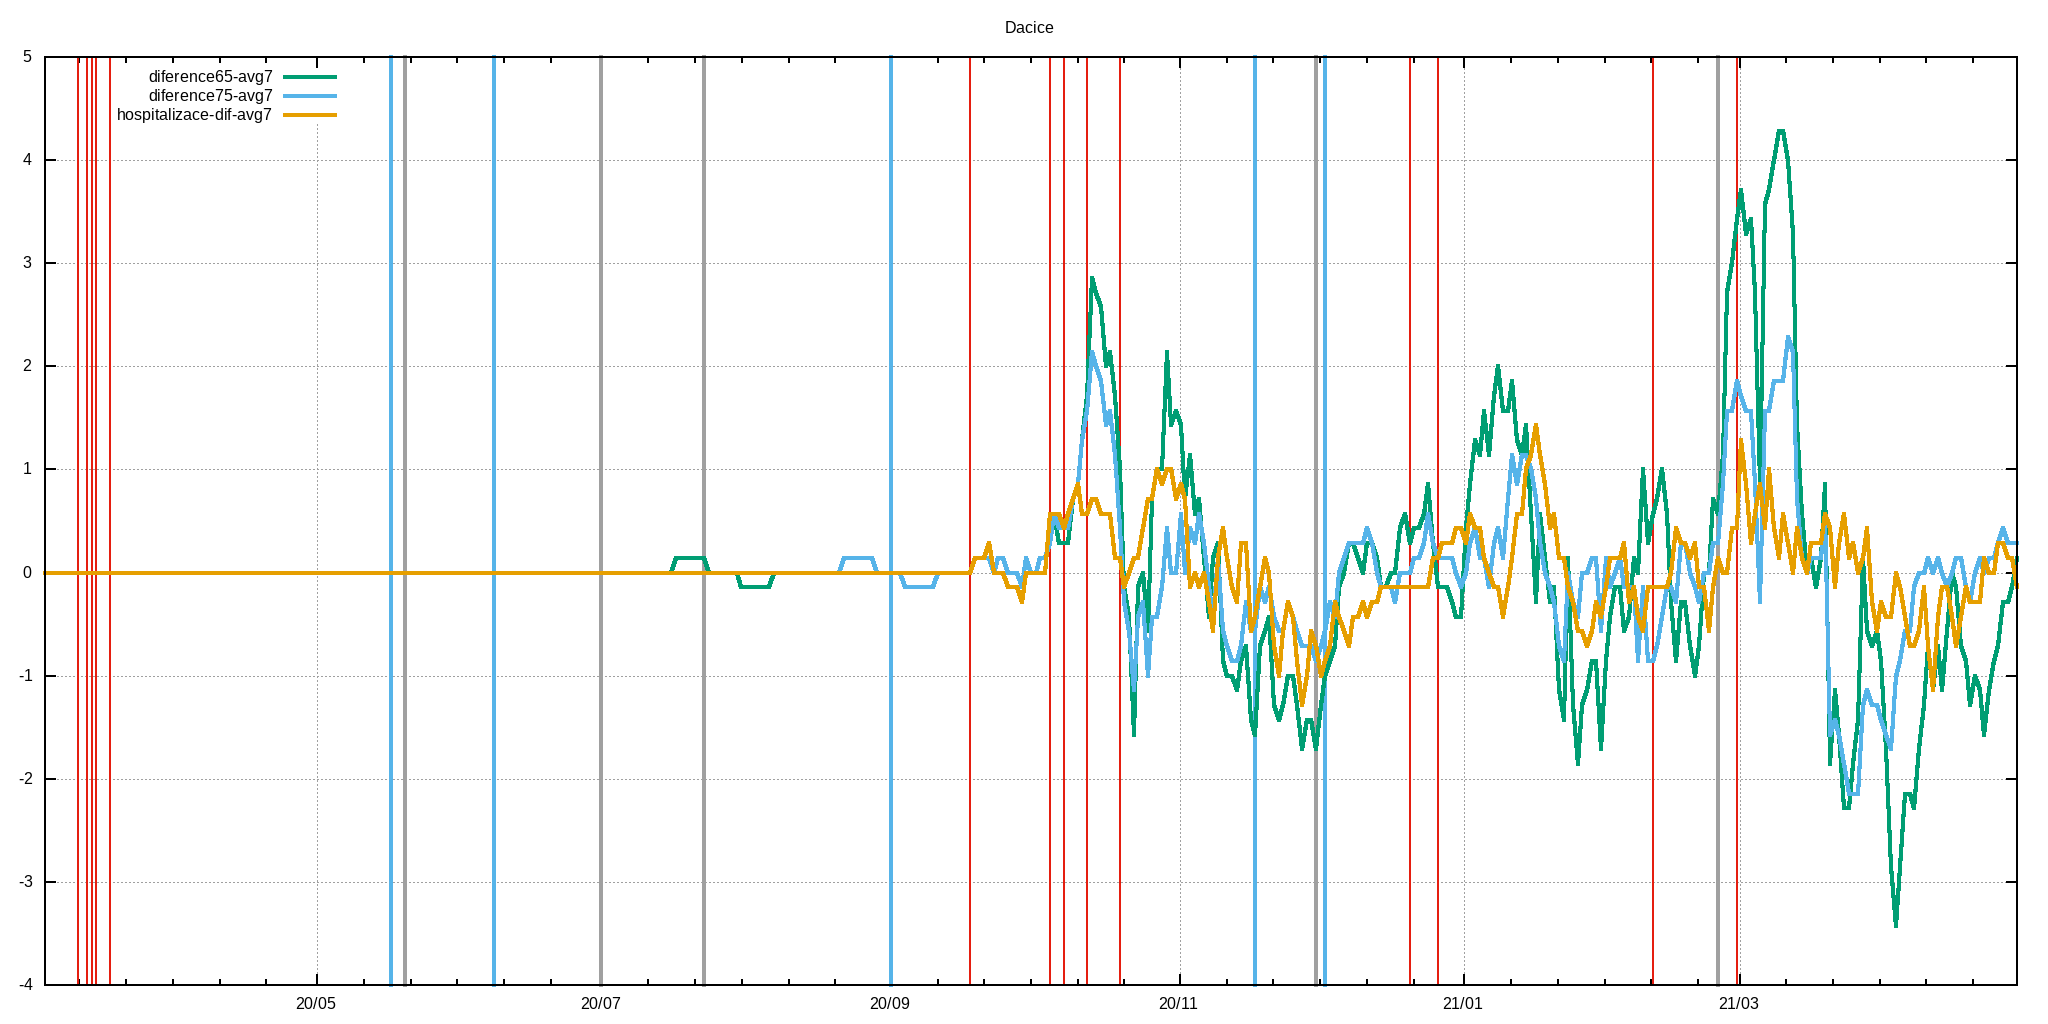 Dacice
5
diference65-avg7
diference75-avg7
hospitalizace-dif-avg7
4
3
2
1
0
-1
-2
-3
-4
20/05 20/07 20/09 20/11 21/01 21/03